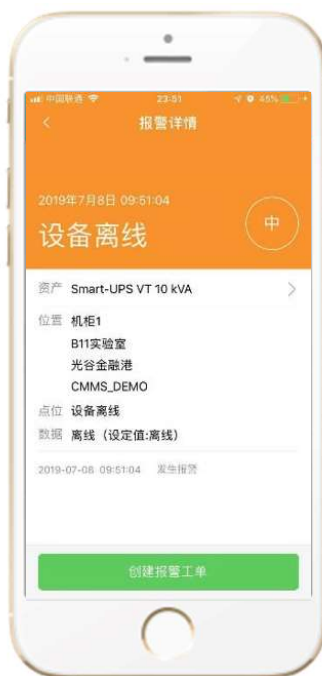 中国联通 23:51 45%
报警详情
2019年7月8日 09:51:04
设备离线
中
资产 Smart-UPS VT 10 kVA
位置 机柜1
B11实验室
光谷金融港
CMMS_DEMO
点位 设备离线
数据 离线（设定值:离线）
2019-07-08 09:51:04 发生报警
创建报警工单